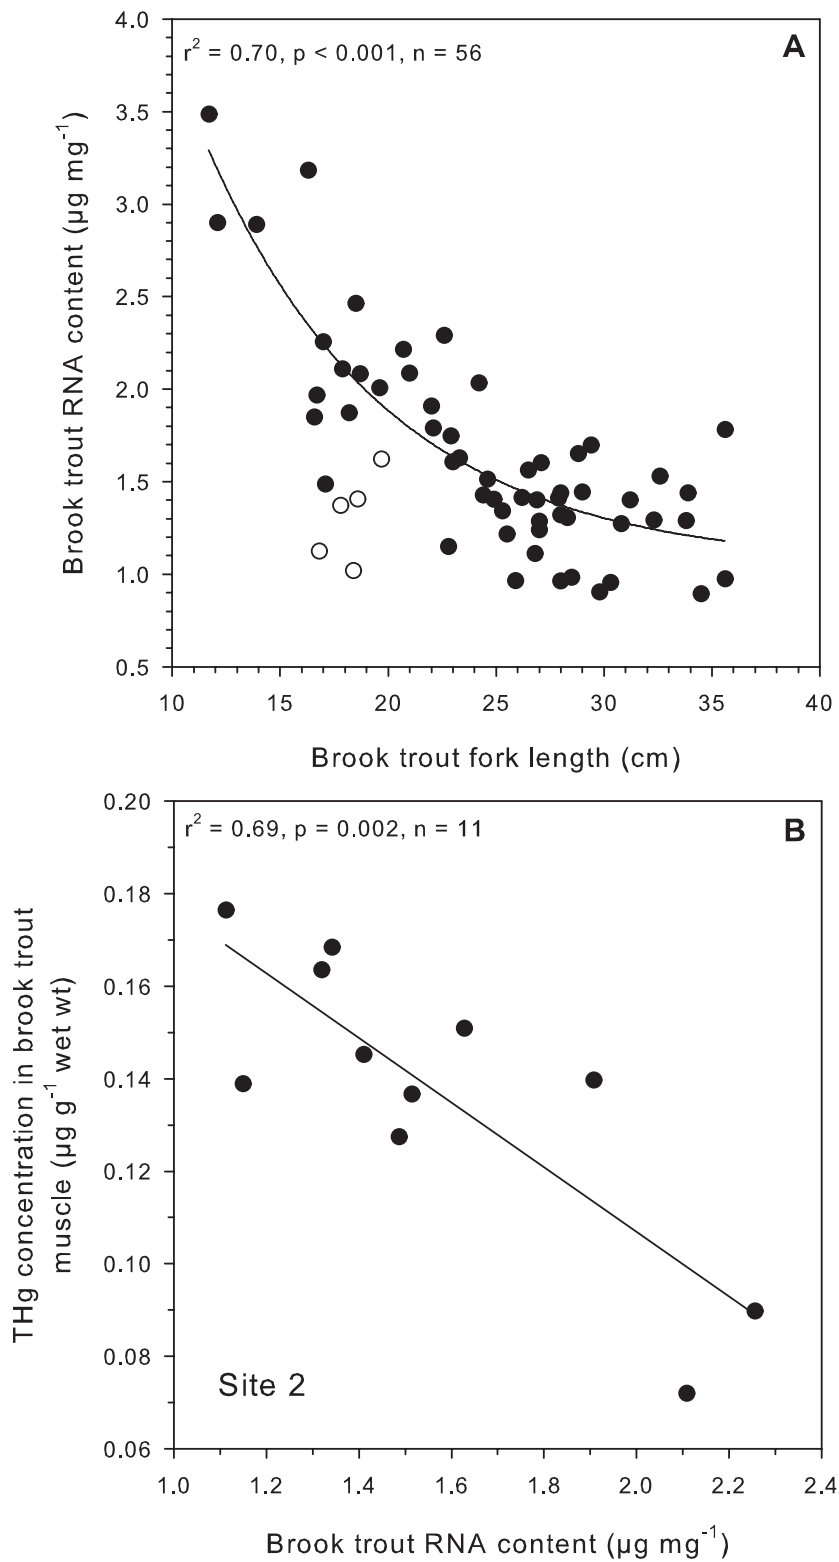 4.0
r² = 0.70, p < 0.001, n = 56
A
3.5
3.0
2.5
2.0
1.5
1.0
0.5
Brook trout RNA content (µg mg⁻¹)
10 15 20 25 30 35 40
Brook trout fork length (cm)
0.20
r² = 0.69, p = 0.002, n = 11
B
0.18
0.16
0.14
0.12
0.10
0.08
0.06
THg concentration in brook trout
muscle (µg g⁻¹ wet wt)
Site 2
1.0 1.2 1.4 1.6 1.8 2.0 2.2 2.4
Brook trout RNA content (µg mg⁻¹)